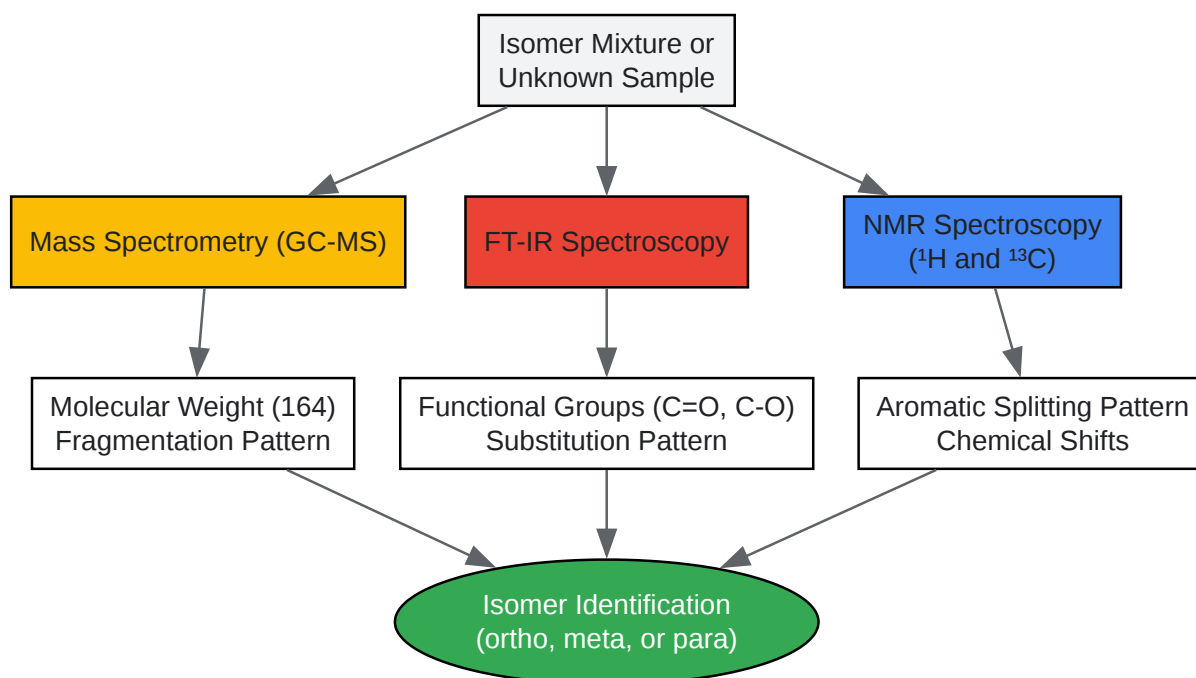 Isomer Mixture or
Unknown Sample
Mass Spectrometry (GC-MS)
FT-IR Spectroscopy
NMR Spectroscopy
(¹H and ¹³C)
Molecular Weight (164)
Fragmentation Pattern
Functional Groups (C=O, C-O)
Substitution Pattern
Aromatic Splitting Pattern
Chemical Shifts
Isomer Identification
(ortho, meta, or para)